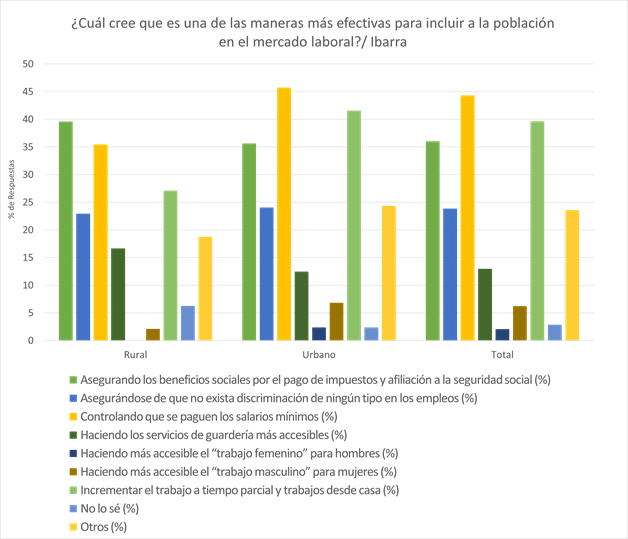 ¿Cuál cree que es una de las maneras más efectivas para incluir a la población
en el mercado laboral?/ Ibarra
50
45
40
35
30
25
20
15
10
5
0
% de Respuestas
Rural Urbano Total
Asegurando los beneficios sociales por el pago de impuestos y afiliación a la seguridad social (%)
Asegurándose de que no exista discriminación de ningún tipo en los empleos (%)
Controlando que se paguen los salarios mínimos (%)
Haciendo los servicios de guardería más accesibles (%)
Haciendo más accesible el “trabajo femenino” para hombres (%)
Haciendo más accesible el “trabajo masculino” para mujeres (%)
Incrementar el trabajo a tiempo parcial y trabajos desde casa (%)
No lo sé (%)
Otros (%)